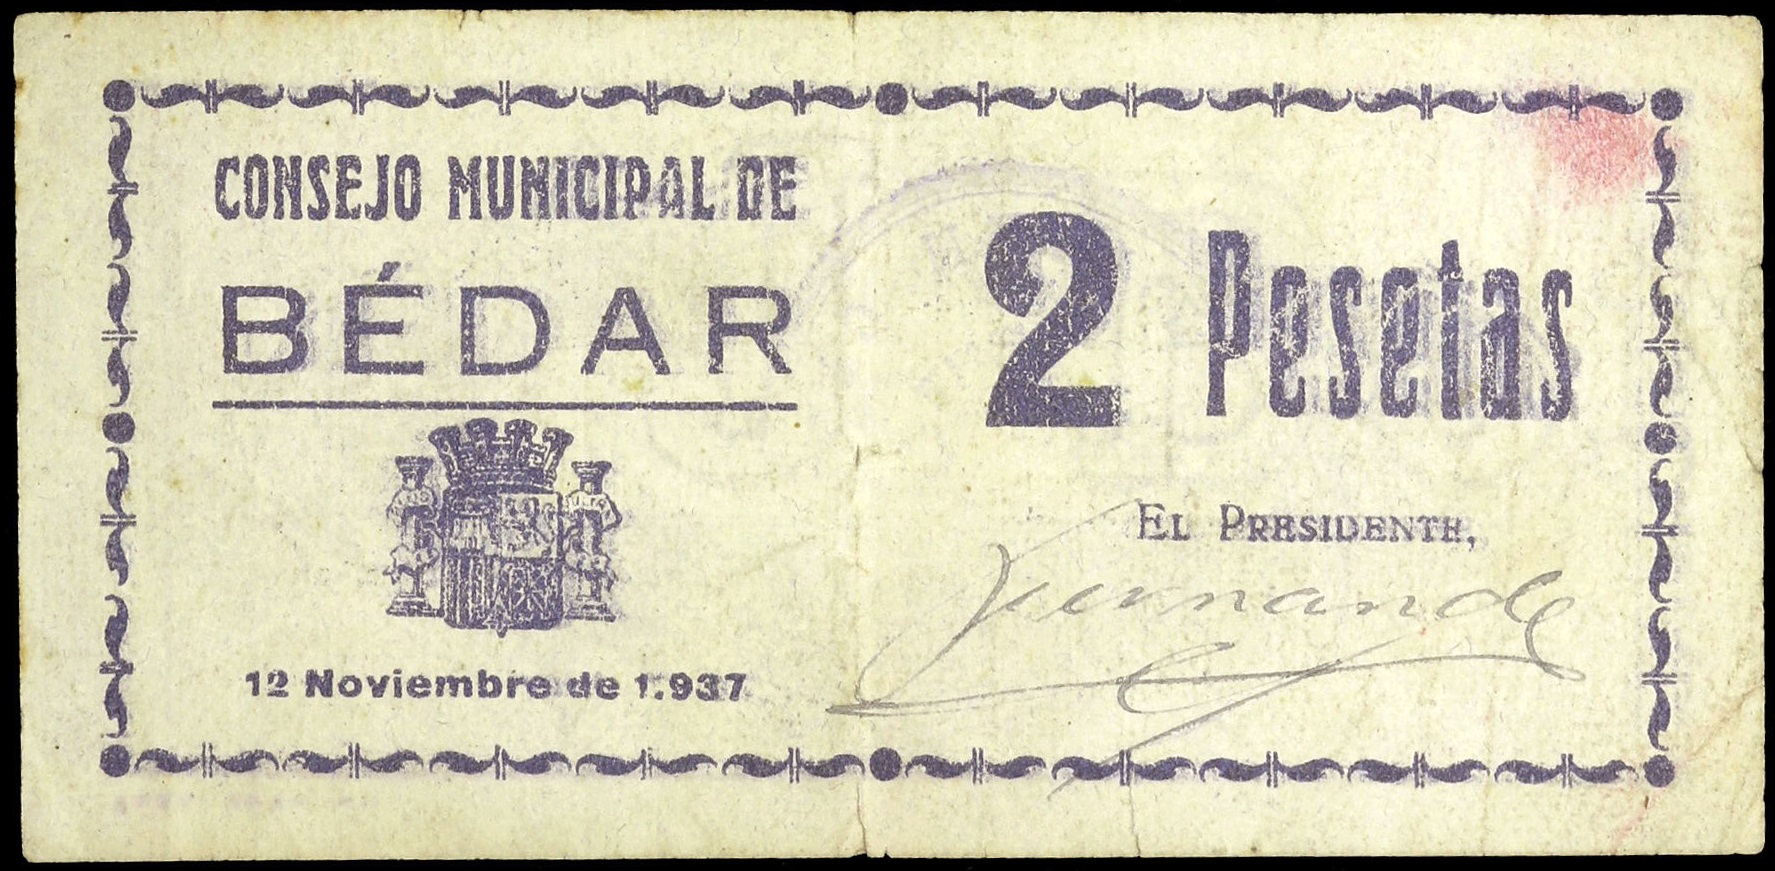 CONSEJO MUNICIPAL DE
BÉDAR
12 Noviembre de 1.937
2 Pesetas
EL PRESIDENTE,